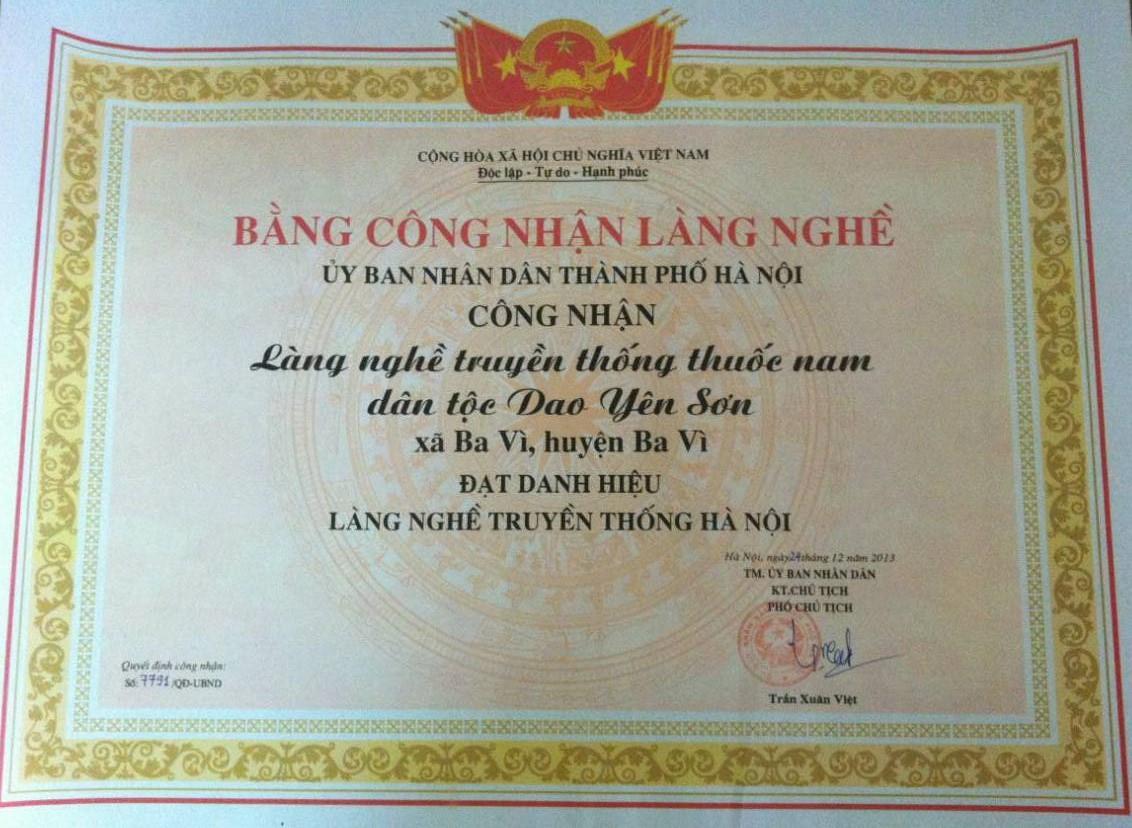 CỘNG HÒA XÃ HỘI CHỦ NGHĨA VIỆT NAM
Độc lập - Tự do - Hạnh phúc
BẰNG CÔNG NHẬN LÀNG NGHỀ
ỦY BAN NHÂN DÂN THÀNH PHỐ HÀ NỘI
CÔNG NHẬN
Làng nghề truyền thống thuốc nam
dân tộc Dao Yên Sơn
xã Ba Vì, huyện Ba Vì
ĐẠT DANH HIỆU
LÀNG NGHỀ TRUYỀN THỐNG HÀ NỘI
Hà Nội, ngày 24 tháng 12 năm 2013
TM. ỦY BAN NHÂN DÂN
KT.CHỦ TỊCH
PHÓ CHỦ TỊCH
Trần Xuân Việt
Quyết định công nhận:
Số: 7791 /QĐ-UBND